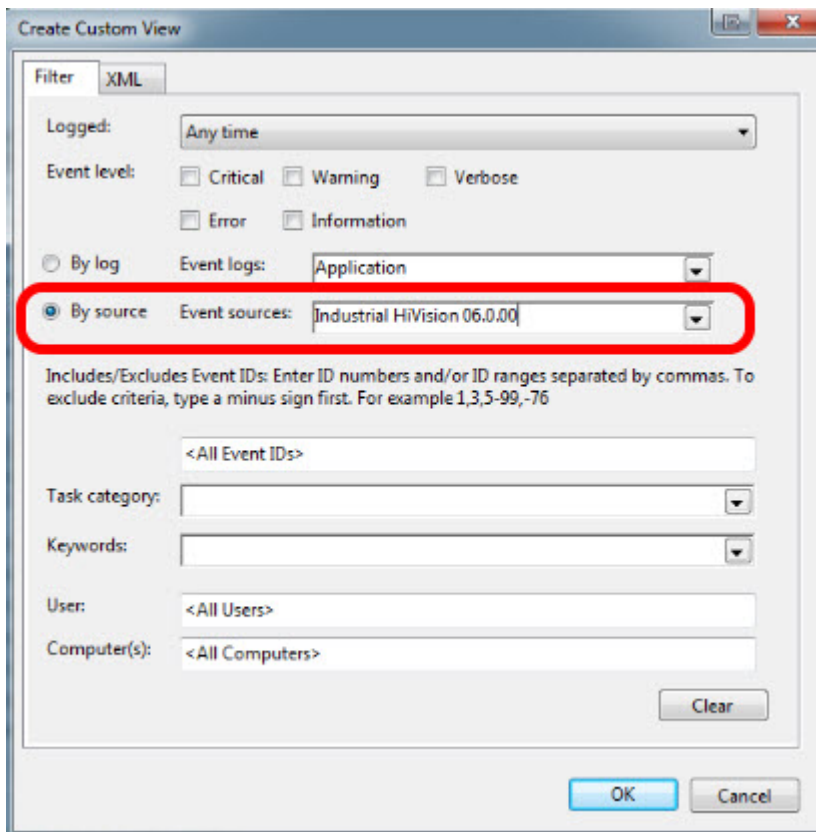 Create Custom View
Filter XML
Logged: Any time
Event level: Critical Warning Verbose
Error Information
By log Event logs: Application
By source Event sources: Industrial HiVision 06.0.00
Includes/Excludes Event IDs: Enter ID numbers and/or ID ranges separated by commas. To
exclude criteria, type a minus sign first. For example 1,3,5-99,-76
<All Event IDs>
Task category:
Keywords:
User: <All Users>
Computer(s): <All Computers>
Clear
OK Cancel